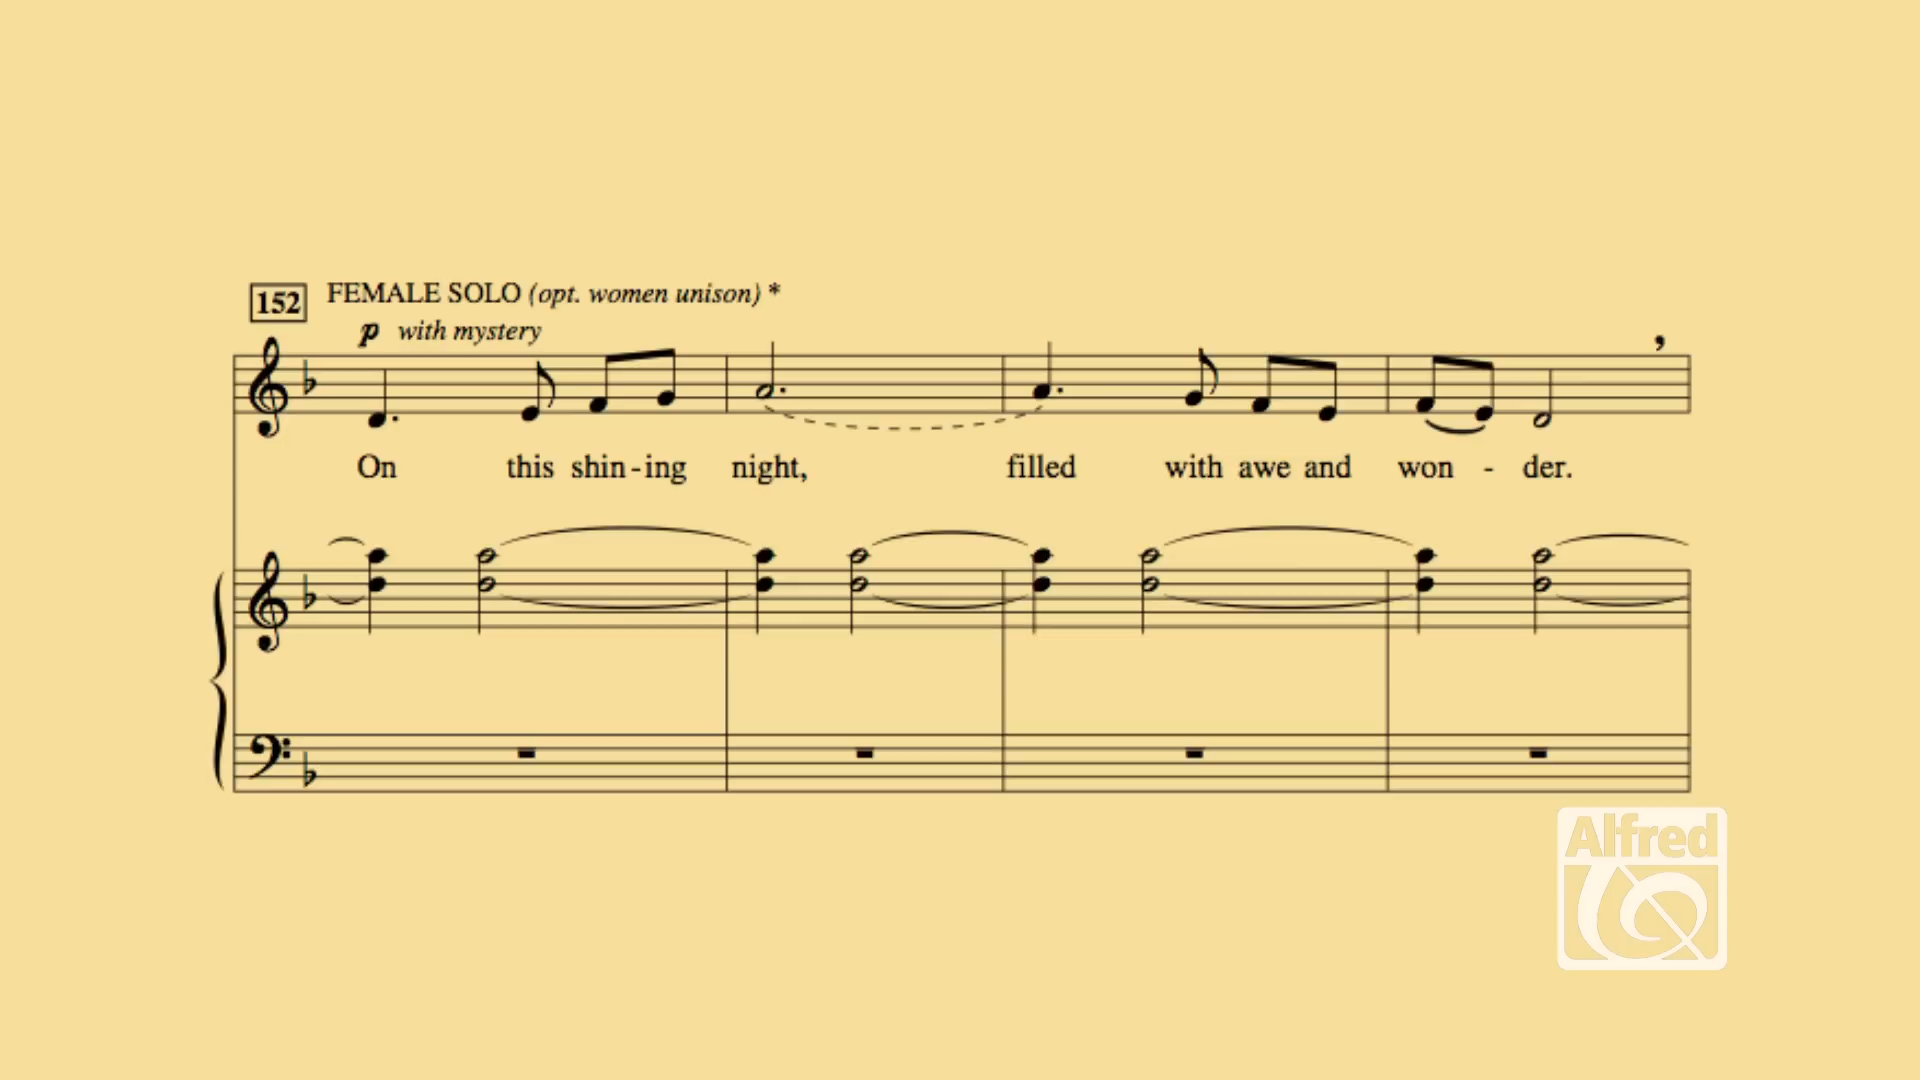 152 FEMALE SOLO (opt. women unison) *
p with mystery
On this shin - ing night, filled with awe and won - der.
Alfred